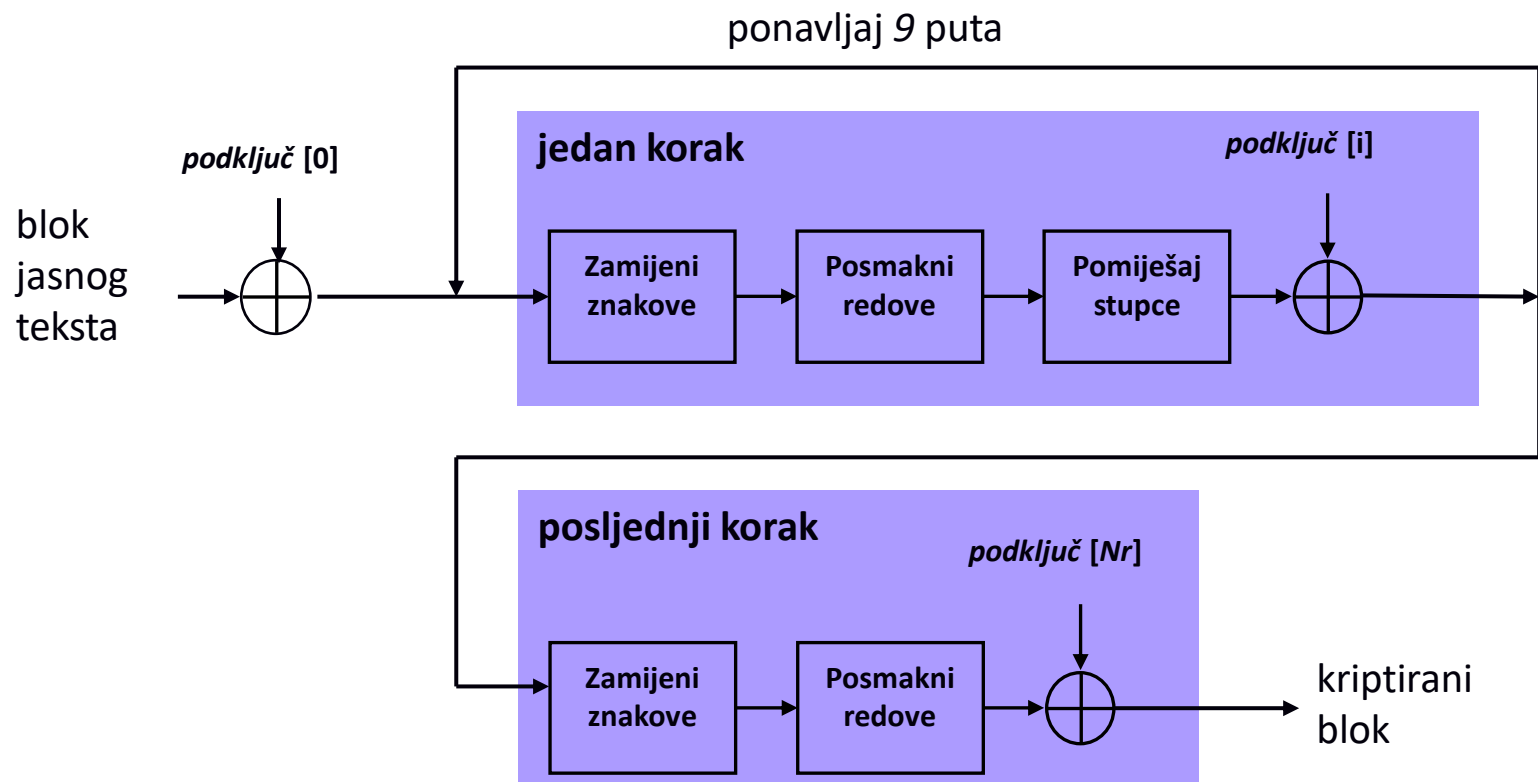 ponavljaj 9 puta
jedan korak
podključ [i]
podključ [0]
blok
jasnog
teksta
Zamijeni
znakove
Posmakni
redove
Pomiješaj
stupce
posljednji korak
podključ [Nr]
Zamijeni
znakove
Posmakni
redove
kriptirani
blok